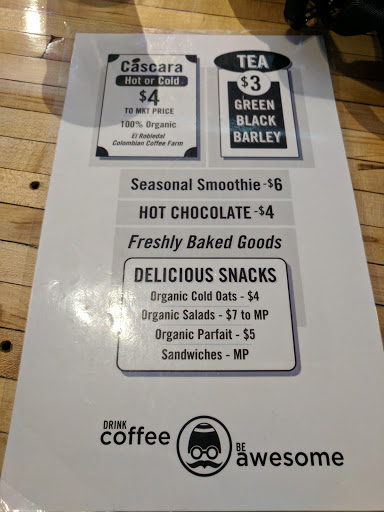 Cáscara
Hot or Cold
$4
TO MKT PRICE
100% Organic
El Robledal
Colombian Coffee Farm
TEA
$3
GREEN
BLACK
BARLEY
Seasonal Smoothie -$6
HOT CHOCOLATE -$4
Freshly Baked Goods
DELICIOUS SNACKS
Organic Cold Oats - $4
Organic Salads - $7 to MP
Organic Parfait - $5
Sandwiches - MP
DRINK
coffee
BE
awesome